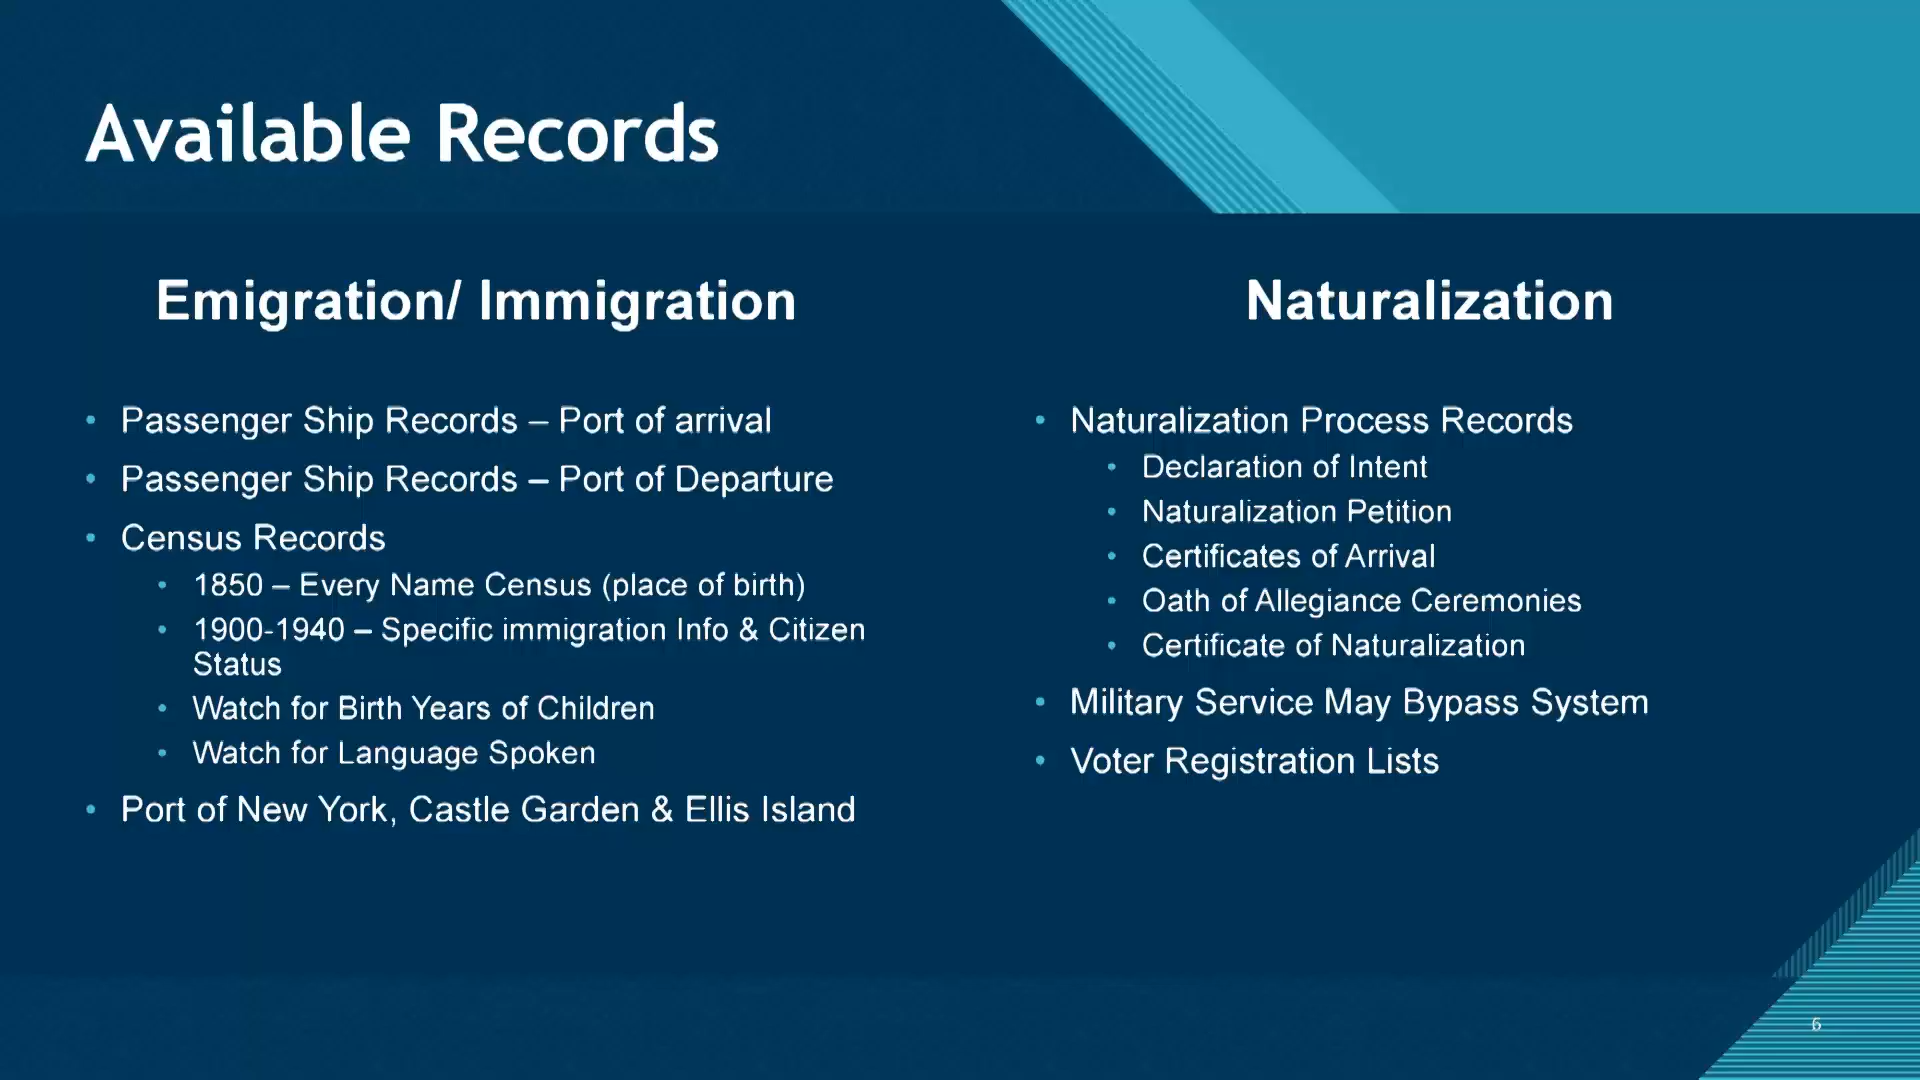 Available Records
Emigration/ Immigration
• Passenger Ship Records – Port of arrival
• Passenger Ship Records – Port of Departure
• Census Records
• 1850 – Every Name Census (place of birth)
• 1900-1940 – Specific immigration Info & Citizen
Status
• Watch for Birth Years of Children
• Watch for Language Spoken
• Port of New York, Castle Garden & Ellis Island
Naturalization
• Naturalization Process Records
• Declaration of Intent
• Naturalization Petition
• Certificates of Arrival
• Oath of Allegiance Ceremonies
• Certificate of Naturalization
• Military Service May Bypass System
• Voter Registration Lists
6